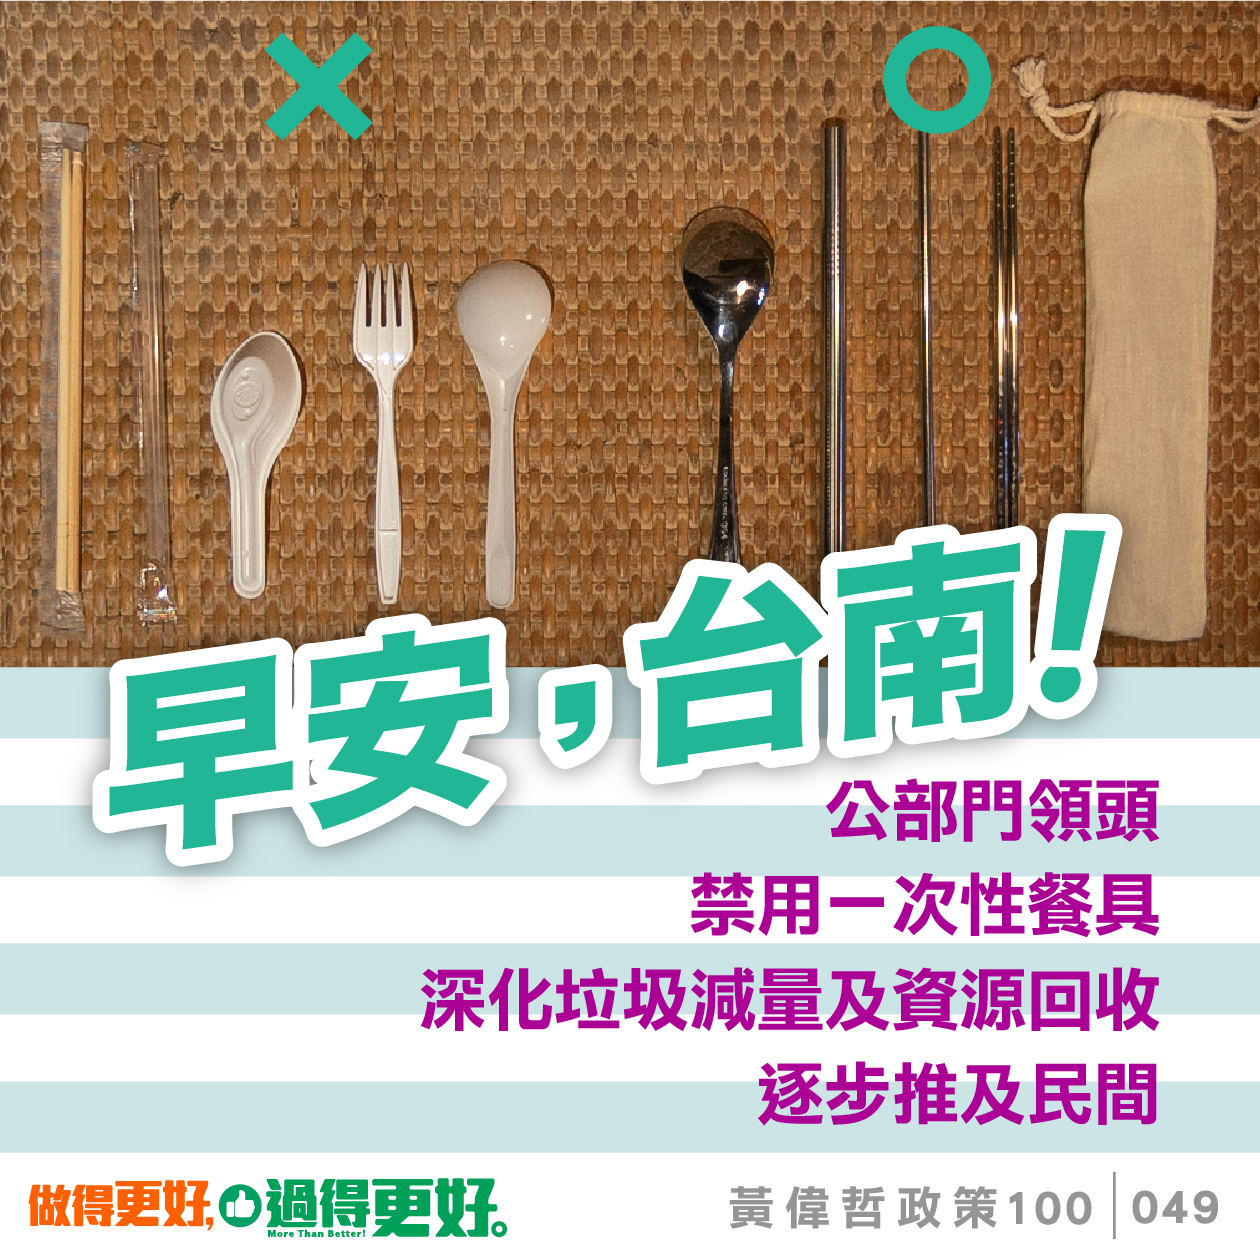 早安,台南!
公部門領頭
禁用一次性餐具
深化垃圾減量及資源回收
逐步推及民間
做得更好,過得更好。
More Than Better!
黃偉哲政策100 | 049